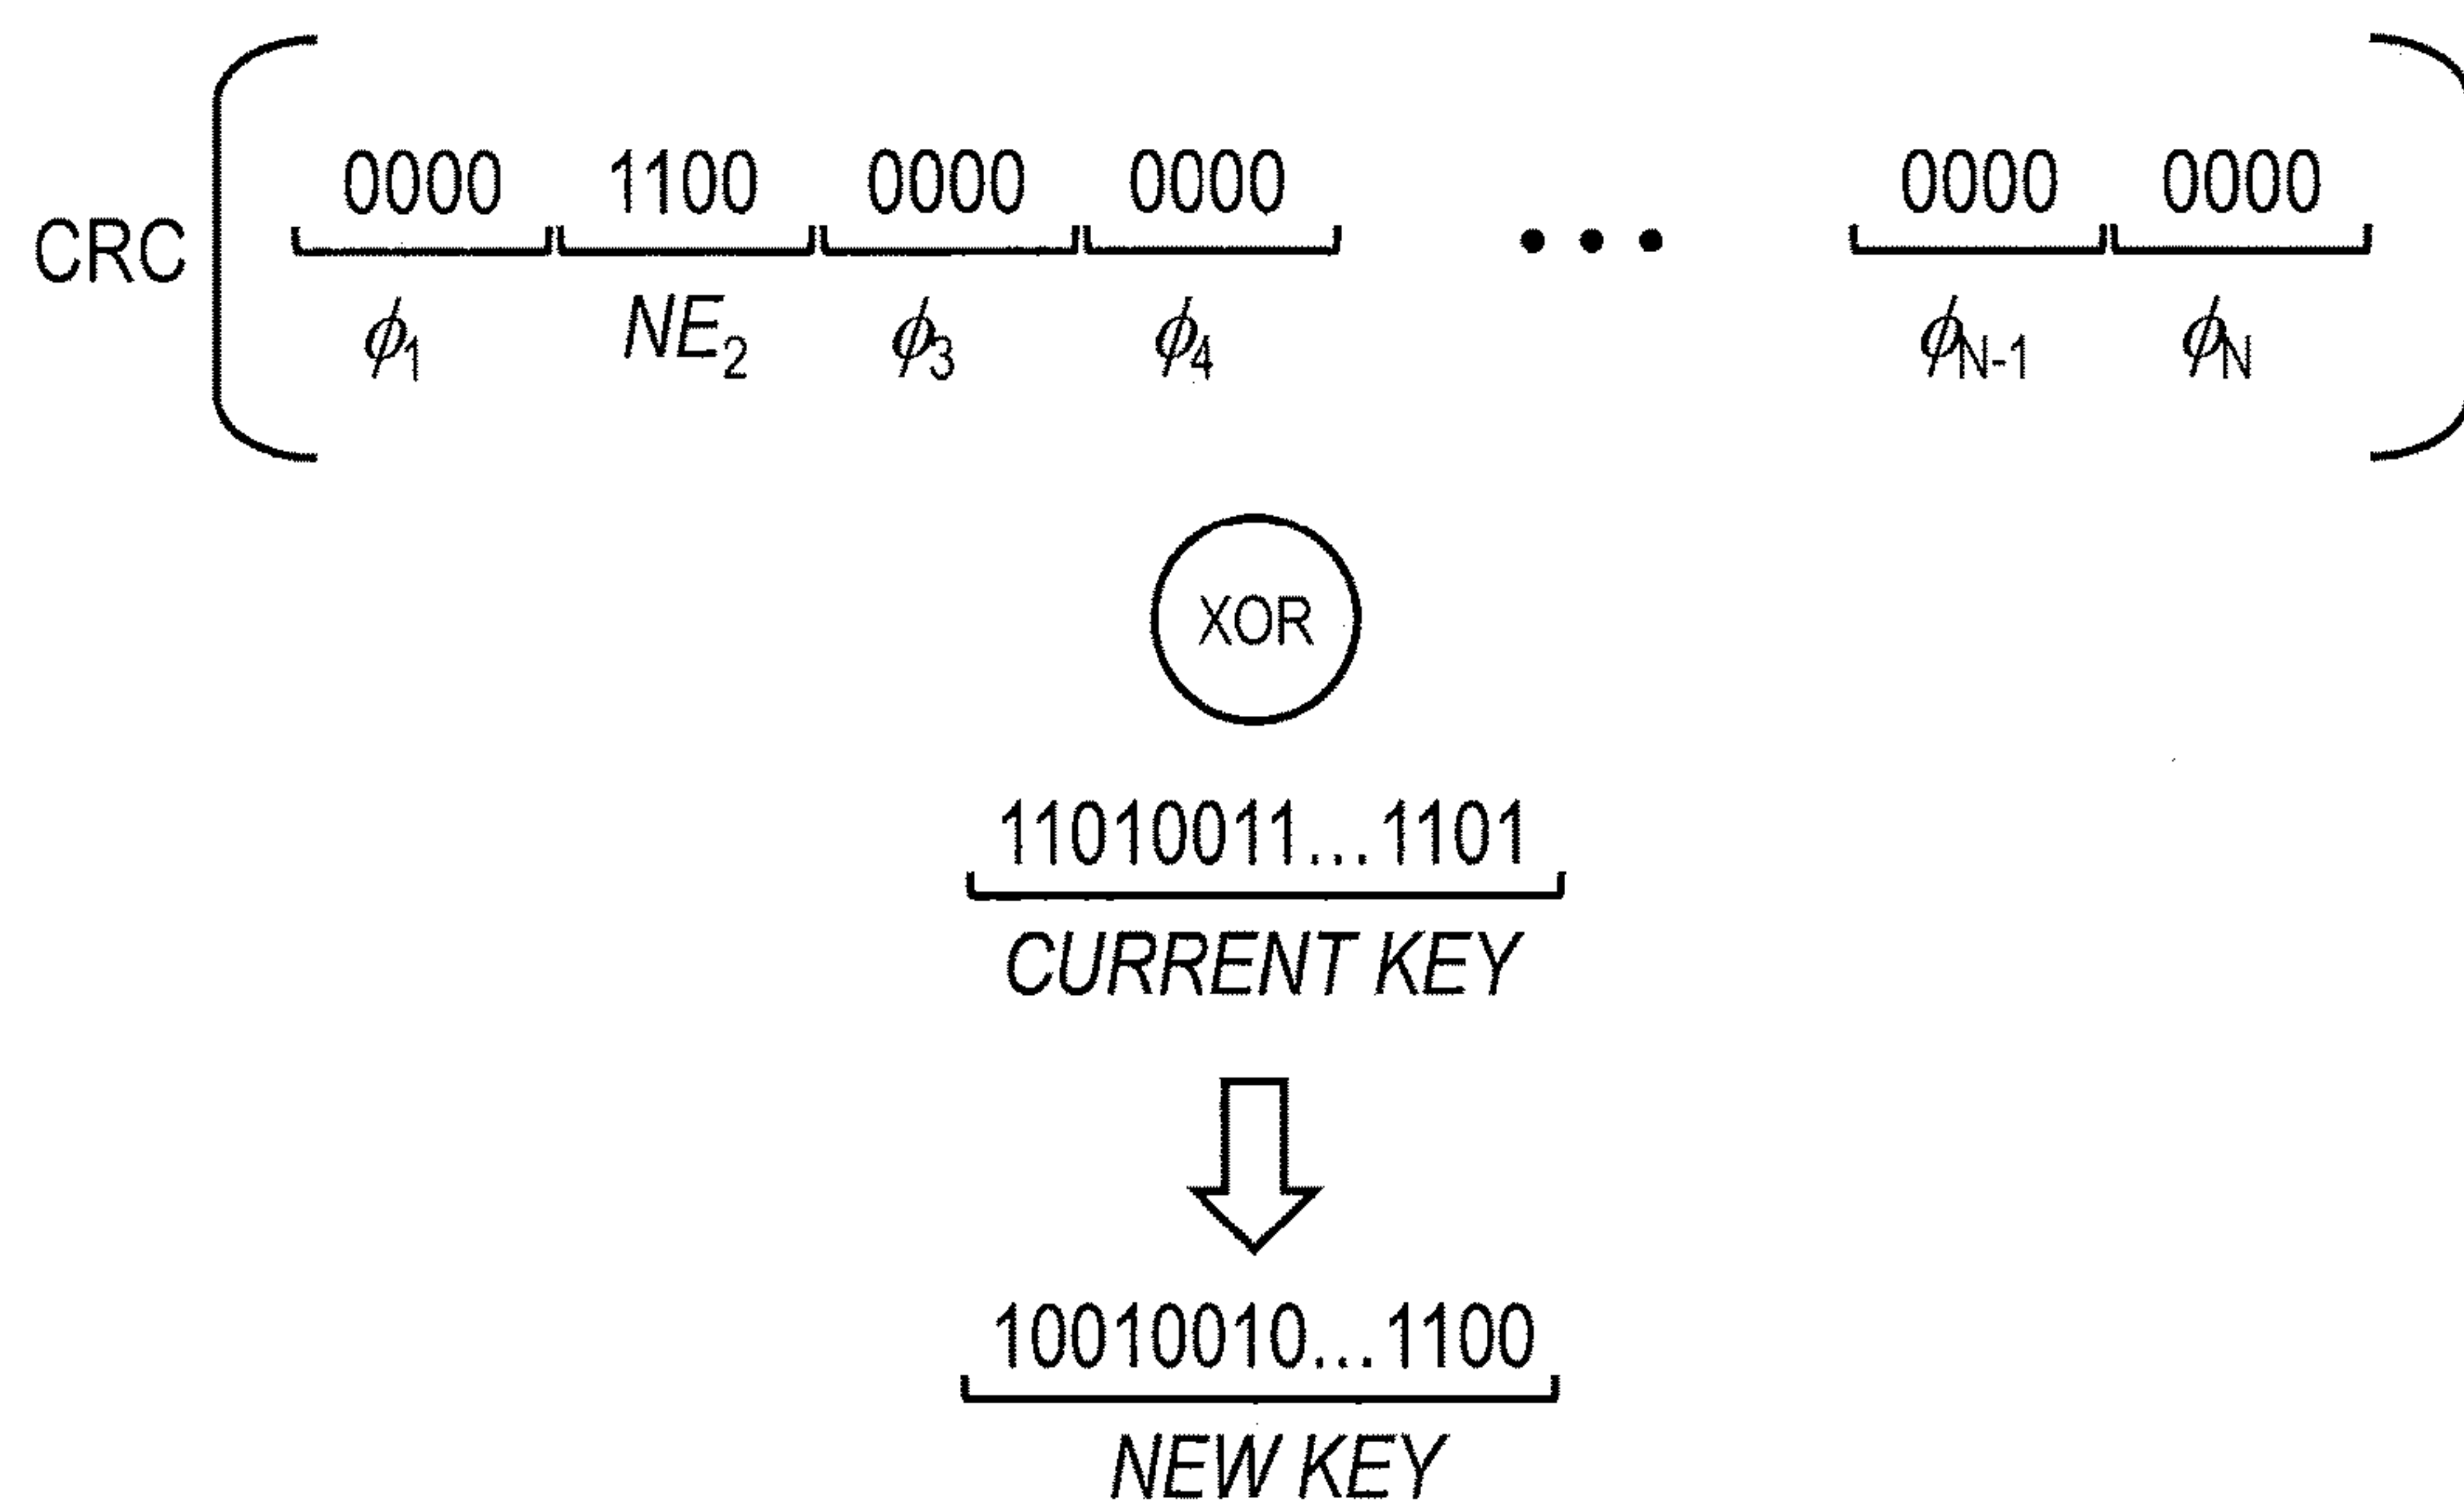 0000 1100 0000 0000 ••• 0000 0000
CRC
ϕ1 NE2 ϕ3 ϕ4 ϕN-1 ϕN
XOR
11010011...1101
CURRENT KEY
10010010...1100
NEW KEY